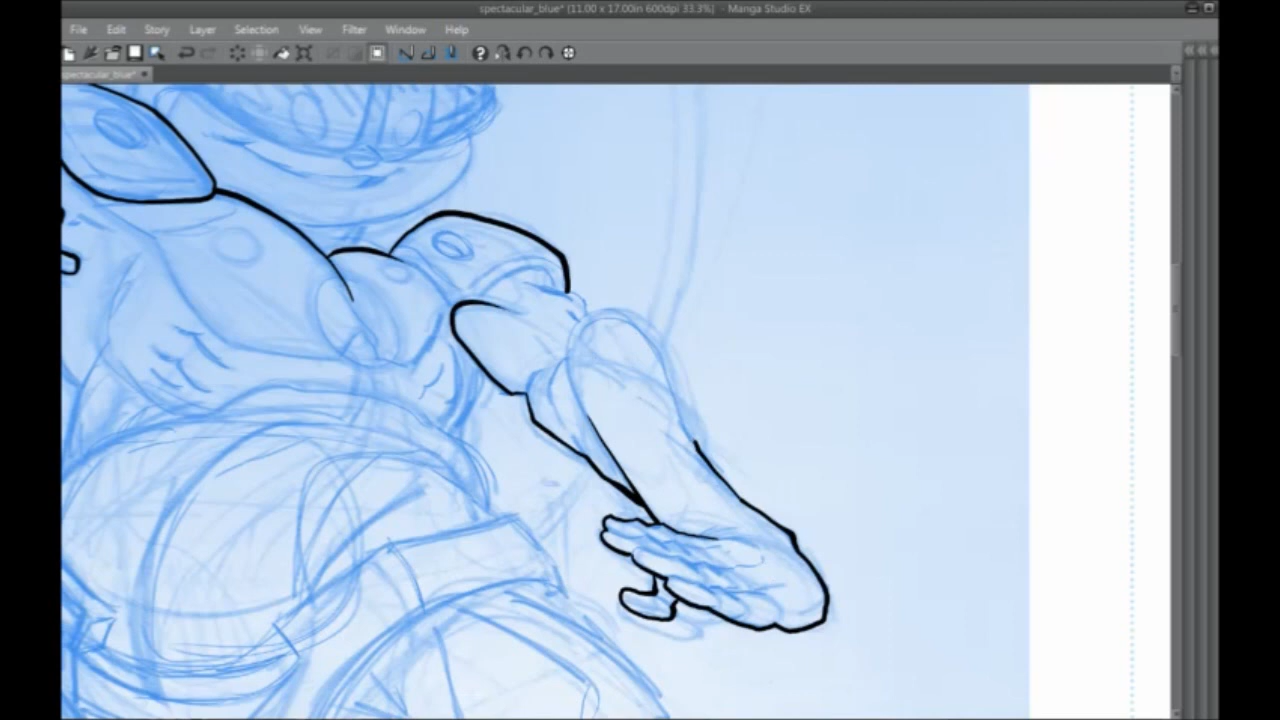 spectacular_blue* (11.00 x 17.00in 600dpi 33.3%) - Manga Studio EX
File Edit Story Layer Selection View Filter Window Help
spectacular_blue*